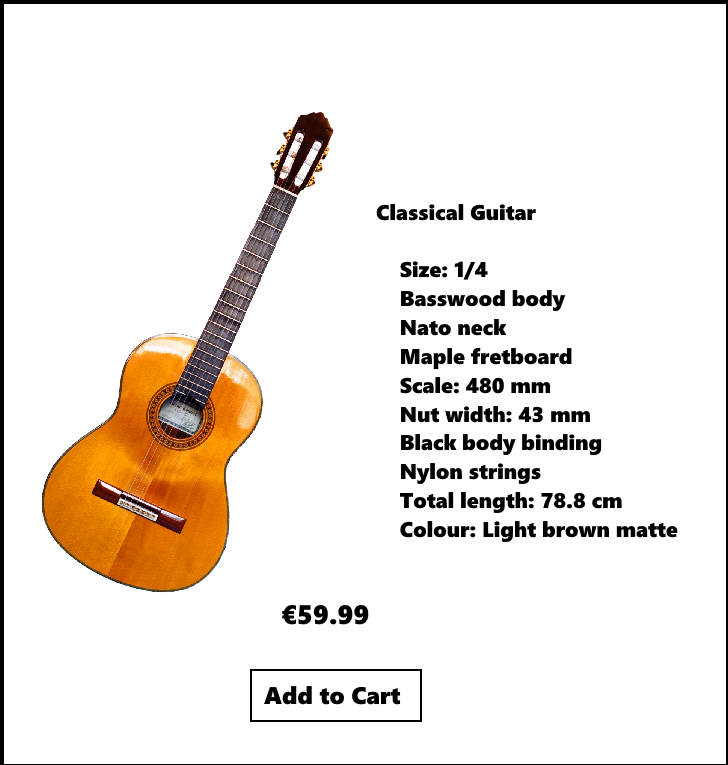 Classical Guitar
Size: 1/4
Basswood body
Nato neck
Maple fretboard
Scale: 480 mm
Nut width: 43 mm
Black body binding
Nylon strings
Total length: 78.8 cm
Colour: Light brown matte
€59.99
Add to Cart